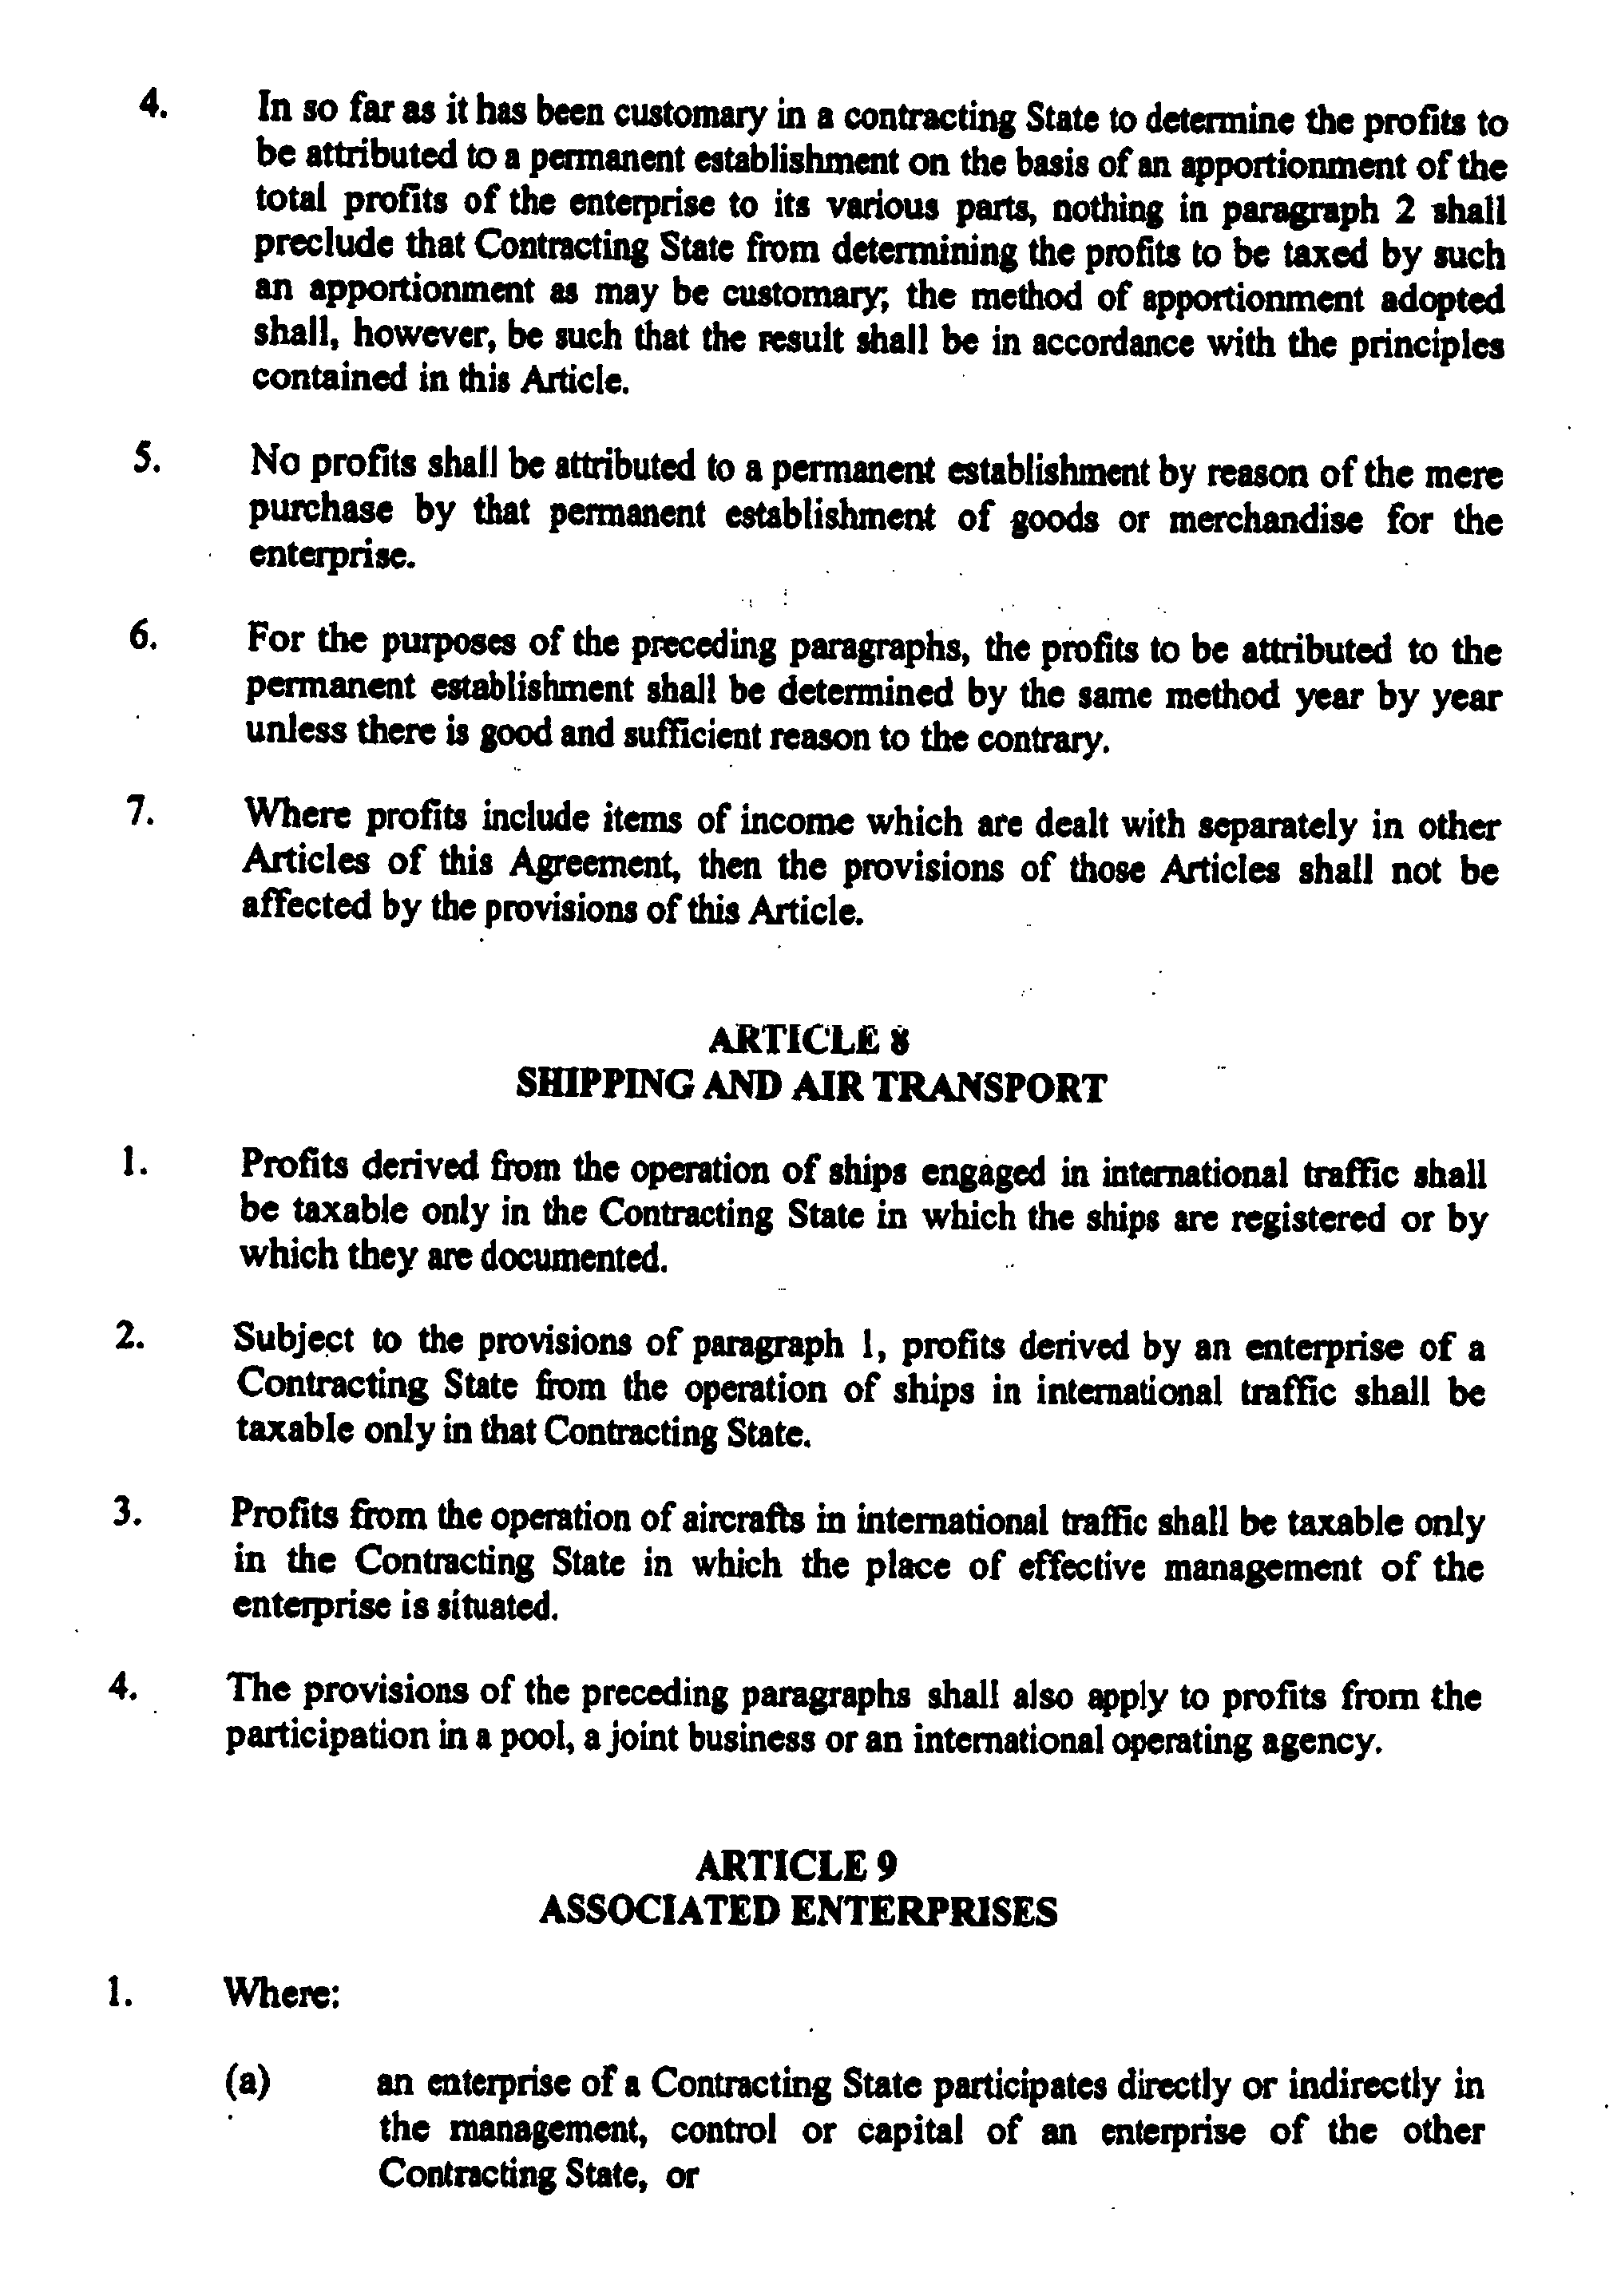 4. In so far as it has been customary in a contracting State to determine the profits to
be attributed to a permanent establishment on the basis of an apportionment of the
total profits of the enterprise to its various parts, nothing in paragraph 2 shall
preclude that Contracting State from determining the profits to be taxed by such
an apportionment as may be customary; the method of apportionment adopted
shall, however, be such that the result shall be in accordance with the principles
contained in this Article.
5. No profits shall be attributed to a permanent establishment by reason of the mere
purchase by that permanent establishment of goods or merchandise for the
enterprise.
6. For the purposes of the preceding paragraphs, the profits to be attributed to the
permanent establishment shall be determined by the same method year by year
unless there is good and sufficient reason to the contrary.
7. Where profits include items of income which are dealt with separately in other
Articles of this Agreement, then the provisions of those Articles shall not be
affected by the provisions of this Article.
ARTICLE 8
SHIPPING AND AIR TRANSPORT
1. Profits derived from the operation of ships engaged in international traffic shall
be taxable only in the Contracting State in which the ships are registered or by
which they are documented.
2. Subject to the provisions of paragraph 1, profits derived by an enterprise of a
Contracting State from the operation of ships in international traffic shall be
taxable only in that Contracting State.
3. Profits from the operation of aircrafts in international traffic shall be taxable only
in the Contracting State in which the place of effective management of the
enterprise is situated.
4. The provisions of the preceding paragraphs shall also apply to profits from the
participation in a pool, a joint business or an international operating agency.
ARTICLE 9
ASSOCIATED ENTERPRISES
1. Where:
(a) an enterprise of a Contracting State participates directly or indirectly in
the management, control or capital of an enterprise of the other
Contracting State, or